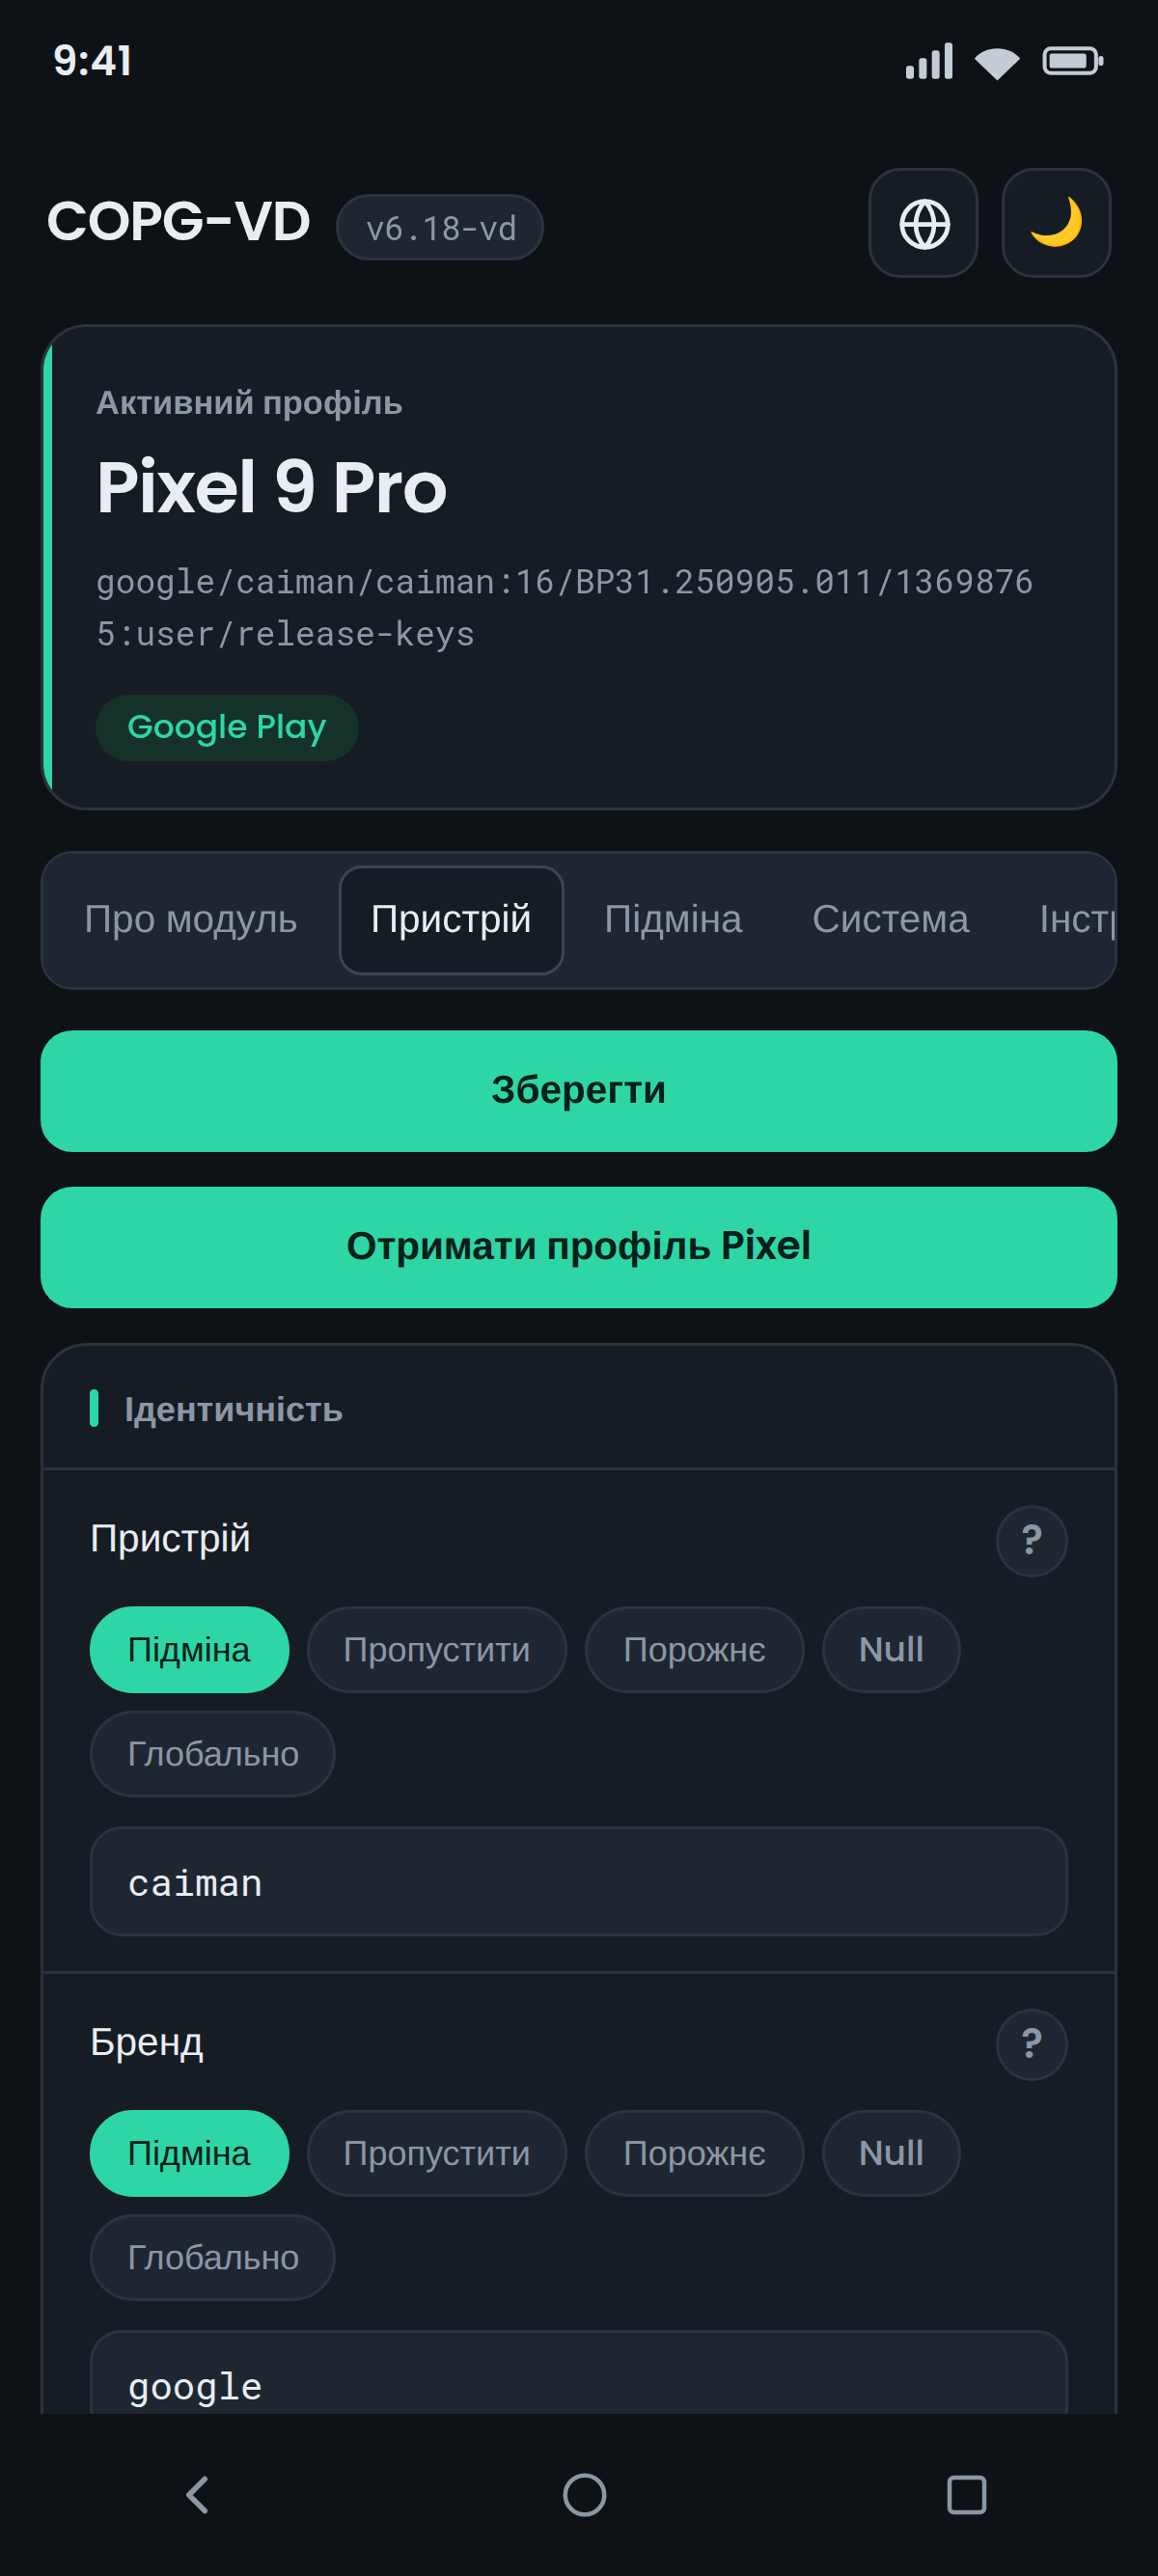 9:41
COPG-VD v6.18-vd
Активний профіль
Pixel 9 Pro
google/caiman/caiman:16/BP31.250905.011/1369876
5:user/release-keys
Google Play
Про модуль Пристрій Підміна Система Інст
Зберегти
Отримати профіль Pixel
Ідентичність
Пристрій ?
Підміна Пропустити Порожнє Null
Глобально
caiman
Бренд ?
Підміна Пропустити Порожнє Null
Глобально
google